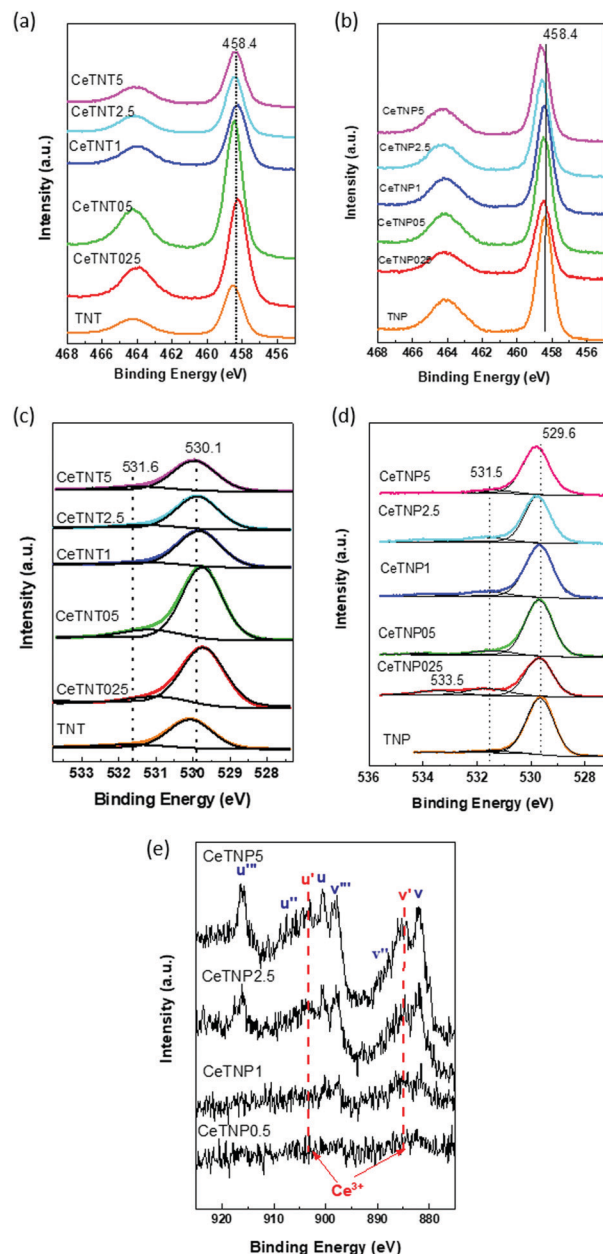 (a)
458.4
CeTNT5
CeTNT2.5
CeTNT1
CeTNT05
CeTNT025
TNT
Intensity (a.u.)
468 466 464 462 460 458 456
Binding Energy (eV)
(b)
458.4
CeTNP5
CeTNP2.5
CeTNP1
CeTNP05
CeTNP025
TNP
Intensity (a.u.)
468 466 464 462 460 458 456
Binding Energy (eV)
(c)
530.1
531.6
CeTNT5
CeTNT2.5
CeTNT1
CeTNT05
CeTNT025
TNT
Intensity (a.u.)
533 532 531 530 529 528
Binding Energy (eV)
(d)
529.6
531.5
CeTNP5
CeTNP2.5
CeTNP1
CeTNP05
CeTNP025
533.5
TNP
Intensity (a.u.)
536 534 532 530 528
Binding Energy (eV)
(e)
CeTNP5
u''' u'' u' u v''' v'' v' v
CeTNP2.5
CeTNP1
CeTNP0.5
Ce³⁺
Intensity (a.u.)
920 910 900 890 880
Binding Energy (eV)